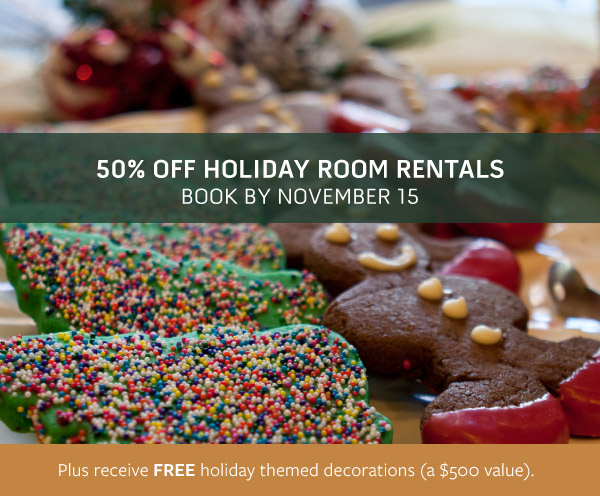 50% OFF HOLIDAY ROOM RENTALS
BOOK BY NOVEMBER 15
Plus receive FREE holiday themed decorations (a $500 value).